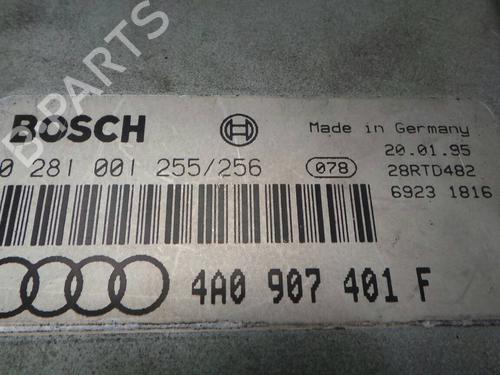 B-PARTS
BOSCH
Made in Germany
0 281 001 255/256
078
20.01.95
28RTD482
6923 1816
4A0 907 401 F